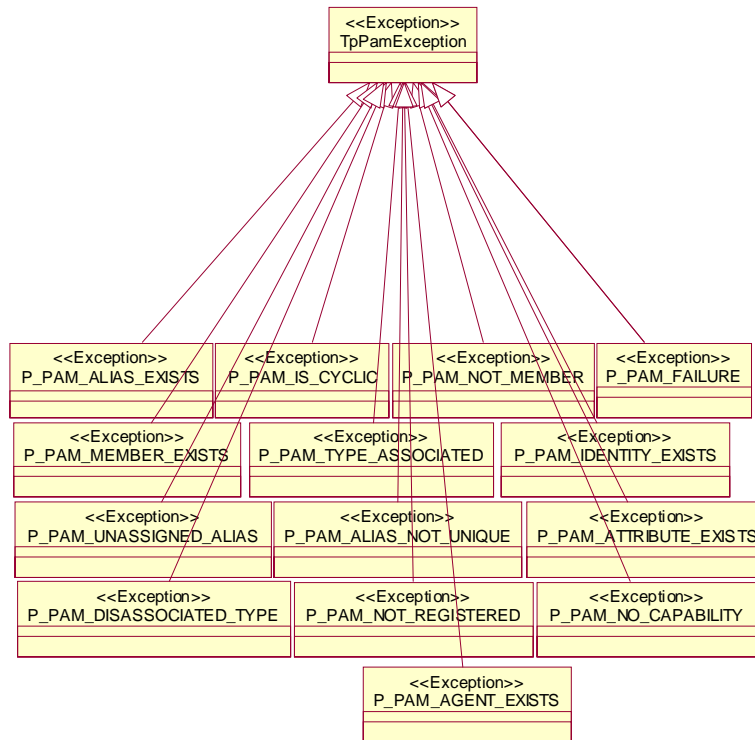 <<Exception>>
TpPamException
<<Exception>>
P_PAM_ALIAS_EXISTS
<<Exception>>
P_PAM_IS_CYCLIC
<<Exception>>
P_PAM_NOT_MEMBER
<<Exception>>
P_PAM_FAILURE
<<Exception>>
P_PAM_MEMBER_EXISTS
<<Exception>>
P_PAM_TYPE_ASSOCIATED
<<Exception>>
P_PAM_IDENTITY_EXISTS
<<Exception>>
P_PAM_UNASSIGNED_ALIAS
<<Exception>>
P_PAM_ALIAS_NOT_UNIQUE
<<Exception>>
P_PAM_ATTRIBUTE_EXISTS
<<Exception>>
P_PAM_DISASSOCIATED_TYPE
<<Exception>>
P_PAM_NOT_REGISTERED
<<Exception>>
P_PAM_NO_CAPABILITY
<<Exception>>
P_PAM_AGENT_EXISTS